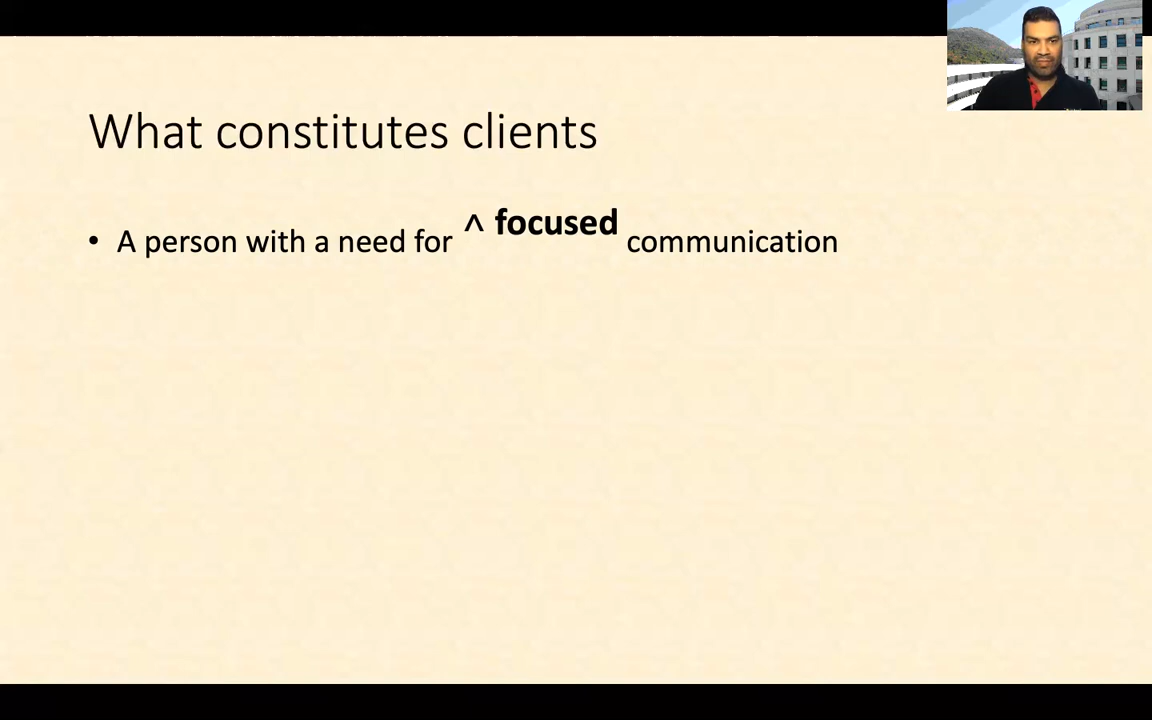 What constitutes clients
• A person with a need for ^ focused communication